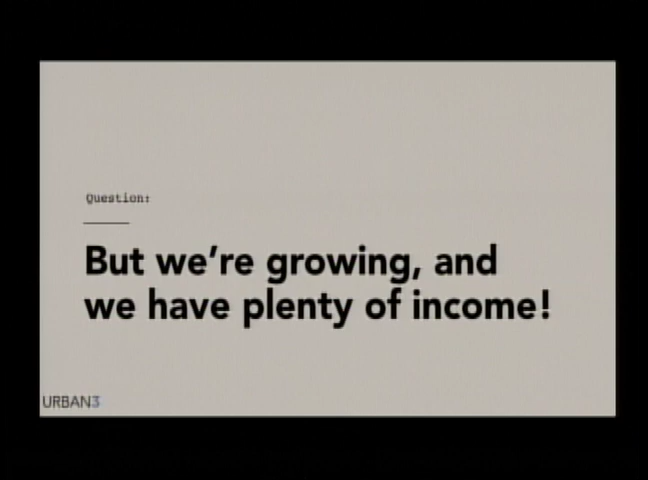 Question:
But we're growing, and
we have plenty of income!
URBAN3